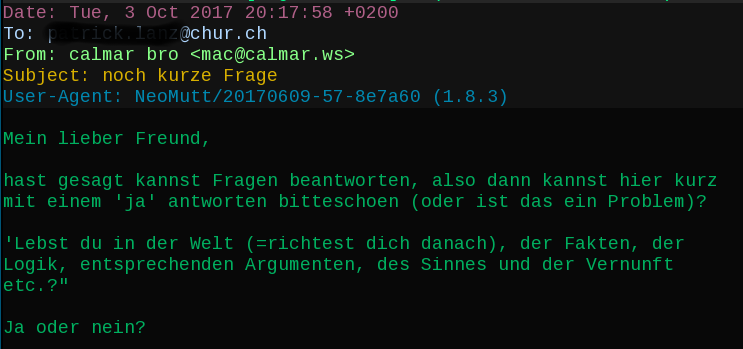 Date: Tue, 3 Oct 2017 20:17:58 +0200
To: @chur.ch
From: calmar bro <mac@calmar.ws>
Subject: noch kurze Frage
User-Agent: NeoMutt/20170609-57-8e7a60 (1.8.3)
Mein lieber Freund,
hast gesagt kannst Fragen beantworten, also dann kannst hier kurz
mit einem 'ja' antworten bitteschoen (oder ist das ein Problem)?
'Lebst du in der Welt (=richtest dich danach), der Fakten, der
Logik, entsprechenden Argumenten, des Sinnes und der Vernunft
etc.?"
Ja oder nein?